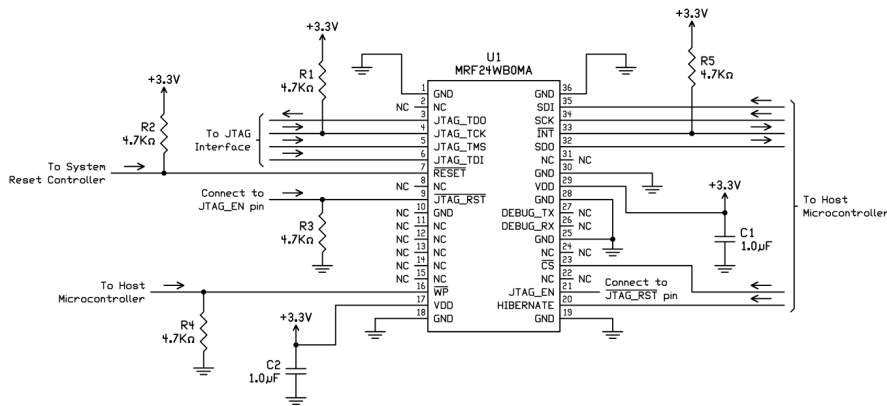 +3.3V
R5
4.7KΩ
+3.3V
R1
4.7KΩ
+3.3V
R2
4.7KΩ
U1
MRF24WB0MA
1 GND
NC 2 NC
3 JTAG_TDO
4 JTAG_TCK
5 JTAG_TMS
6 JTAG_TDI
7 RESET
NC 8 NC
9 JTAG_RST
NC 10 GND
NC 11 NC
NC 12 NC
NC 13 NC
NC 14 NC
NC 15 NC
16 WP
17 VDD
18 GND
GND 36
SDI 35
SCK 34
INT 33
SDO 32
NC 31 NC
GND 30
VDD 29
GND 28
DEBUG_TX 27 NC
DEBUG_RX 26 NC
GND 25
NC 24 NC
CS 23
NC 22 NC
JTAG_EN 21
HIBERNATE 20
GND 19
To JTAG
Interface
To System
Reset Controller
Connect to
JTAG_EN pin
R3
4.7KΩ
To Host
Microcontroller
R4
4.7KΩ
+3.3V
C2
1.0µF
+3.3V
C1
1.0µF
Connect to
JTAG_RST pin
To Host
Microcontroller